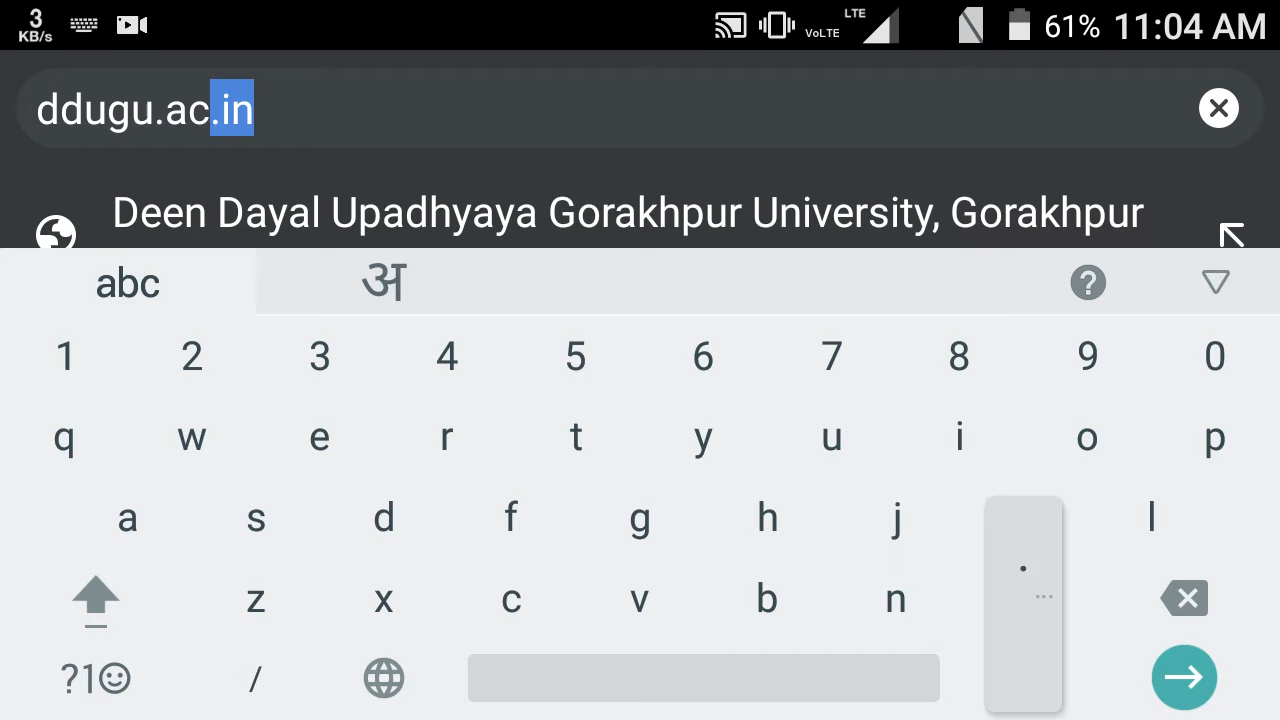 3
KB/s
LTE
VoLTE
61% 11:04 AM
ddugu.ac.in
Deen Dayal Upadhyaya Gorakhpur University, Gorakhpur
abc अ ?
1 2 3 4 5 6 7 8 9 0
q w e r t y u i o p
a s d f g h j l
z x c v b n . ...
?1☺ /